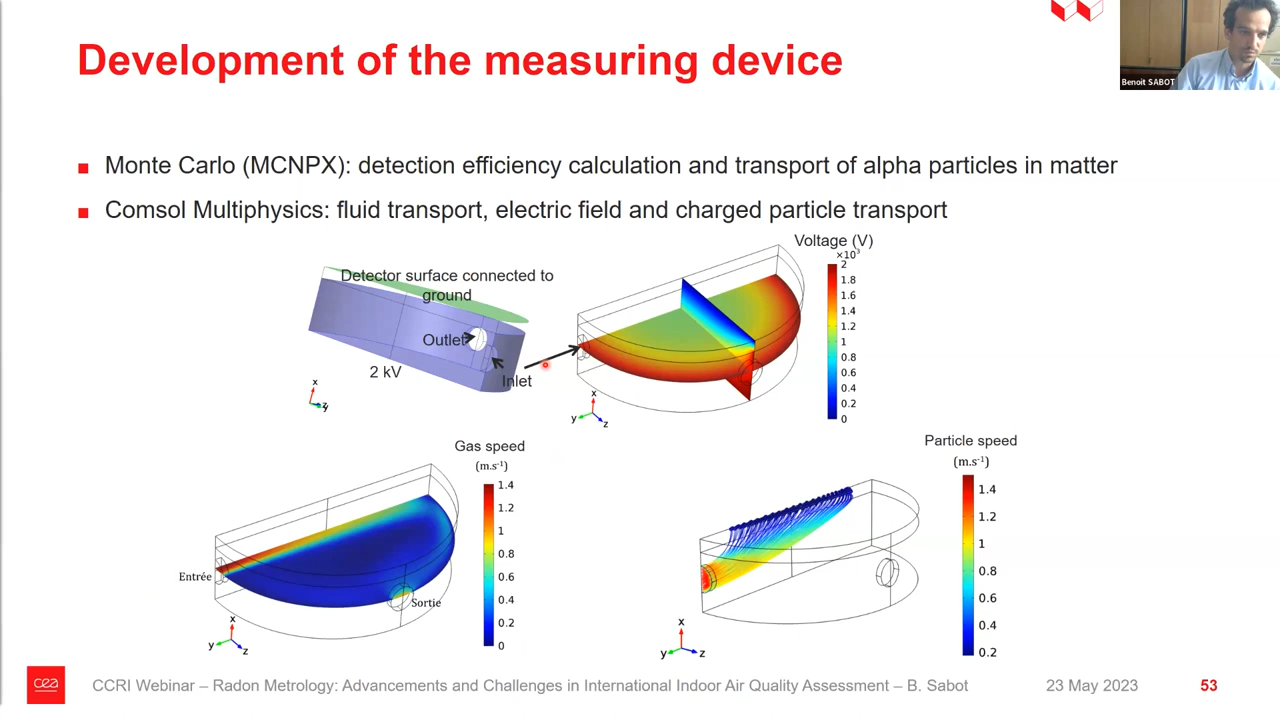 Development of the measuring device
Benoit SABOT
Monte Carlo (MCNPX): detection efficiency calculation and transport of alpha particles in matter
Comsol Multiphysics: fluid transport, electric field and charged particle transport
Detector surface connected to
ground
Outlet
Inlet
2 kV
x
y
z
Voltage (V)
×10³
2
1.8
1.6
1.4
1.2
1
0.8
0.6
0.4
0.2
0
x
y
z
Gas speed
(m.s⁻¹)
1.4
1.2
1
0.8
0.6
0.4
0.2
0
Entrée
Sortie
x
y
z
Particle speed
(m.s⁻¹)
1.4
1.2
1
0.8
0.6
0.4
0.2
x
y
z
cea
CCRI Webinar – Radon Metrology: Advancements and Challenges in International Indoor Air Quality Assessment – B. Sabot
23 May 2023
53